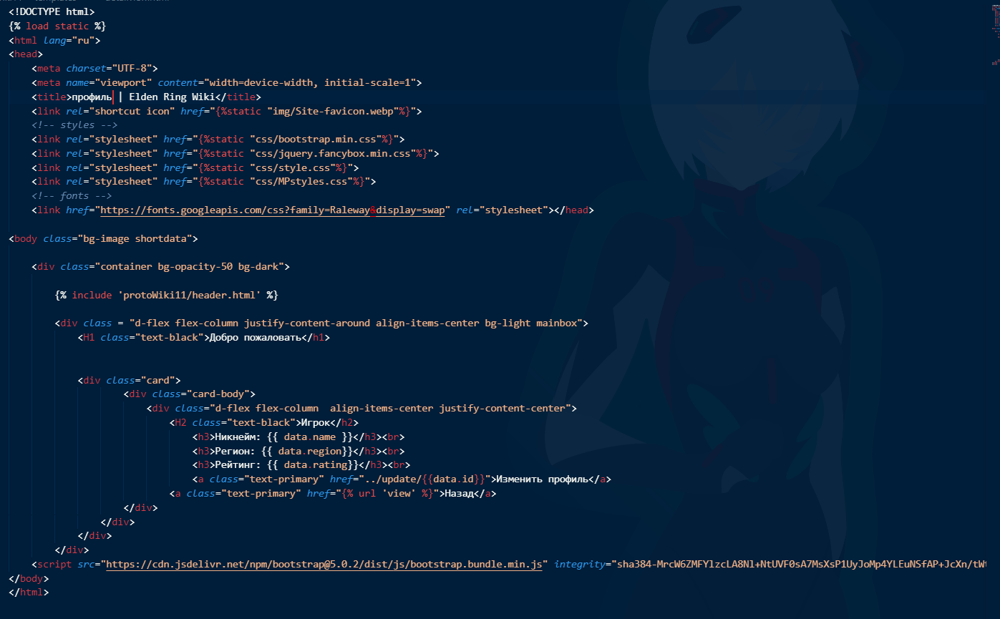 <!DOCTYPE html>
{% load static %}
<html lang="ru">
<head>
    <meta charset="UTF-8">
    <meta name="viewport" content="width=device-width, initial-scale=1">
    <title>профиль | Elden Ring Wiki</title>
    <link rel="shortcut icon" href="{%static "img/Site-favicon.webp"%}">
    <!-- styles -->
    <link rel="stylesheet" href="{%static "css/bootstrap.min.css"%}">
    <link rel="stylesheet" href="{%static "css/jquery.fancybox.min.css"%}">
    <link rel="stylesheet" href="{%static "css/style.css"%}">
    <link rel="stylesheet" href="{%static "css/MPstyles.css"%}">
    <!-- fonts -->
    <link href="https://fonts.googleapis.com/css?family=Raleway&display=swap" rel="stylesheet"></head>
<body class="bg-image shortdata">
    <div class="container bg-opacity-50 bg-dark">
        {% include 'protoWiki11/header.html' %}
        <div class = "d-flex flex-column justify-content-around align-items-center bg-light mainbox">
            <H1 class="text-black">Добро пожаловать</h1>
            <div class="card">
                    <div class="card-body">
                        <div class="d-flex flex-column  align-items-center justify-content-center">
                            <H2 class="text-black">Игрок</h2>
                                <h3>Никнейм: {{ data.name }}</h3><br>
                                <h3>Регион: {{ data.region}}</h3><br>
                                <h3>Рейтинг: {{ data.rating}}</h3><br>
                                <a class="text-primary" href="../update/{{data.id}}">Изменить профиль</a>
                            <a class="text-primary" href="{% url 'view' %}">Назад</a>
                    </div>
                </div>
            </div>
        </div>
    <script src="https://cdn.jsdelivr.net/npm/bootstrap@5.0.2/dist/js/bootstrap.bundle.min.js" integrity="sha384-MrcW6ZMFYlzcLA8Nl+NtUVF0sA7MsXsP1UyJoMp4YLEuNSfAP+JcXn/tWt
</body>
</html>